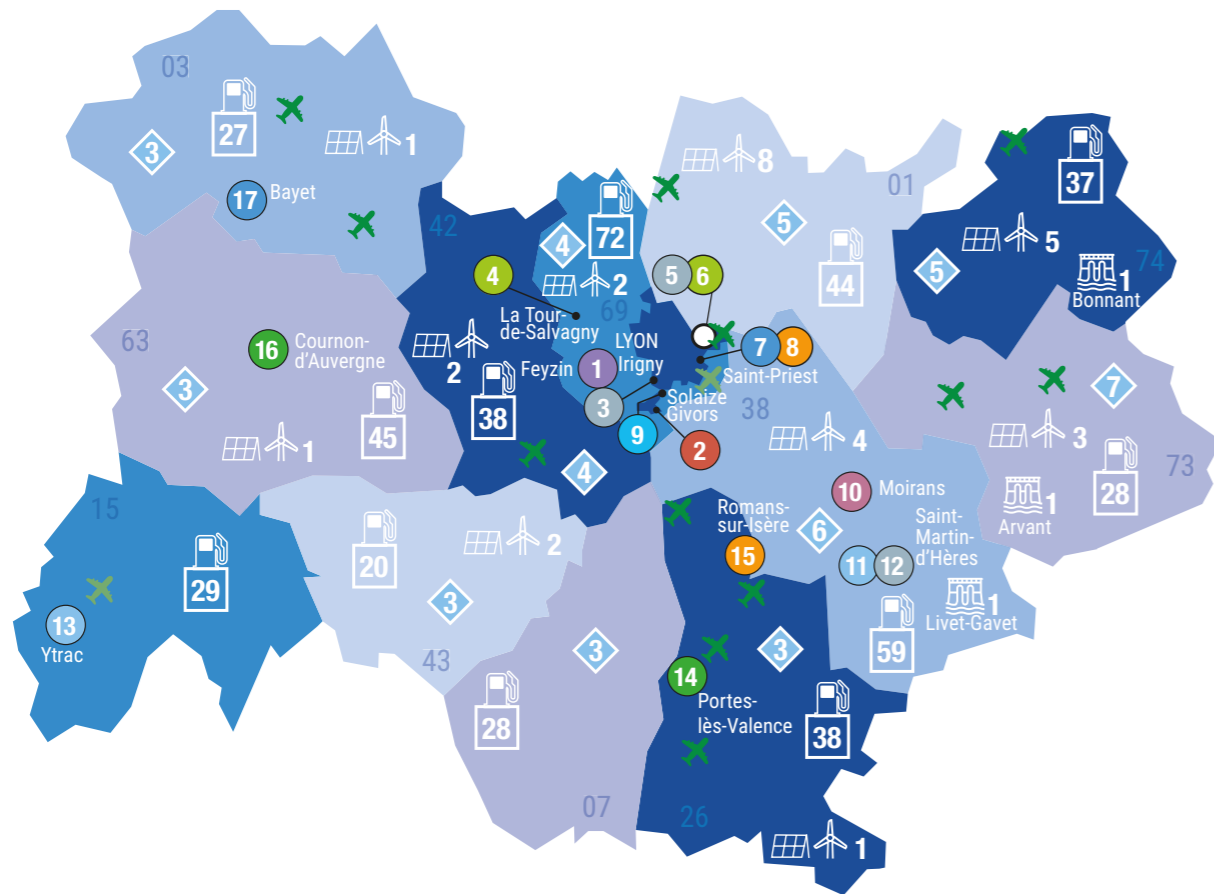 03
27
1
3
17
Bayet
8
01
37
5
5
74
1
Bonnant
42
72
4
2
5
44
4
5
6
69
La Tour-
de-Salvagny
63
16
Cournon-
d'Auvergne
3
2
38
Feyzin
1
LYON
Irigny
7
8
Saint-Priest
3
Solaize
Givors
38
9
2
4
7
3
73
28
1
Arvant
1
45
4
10
Moirans
15
29
13
Ytrac
20
2
3
43
Romans-
sur-Isère
15
6
Saint-
Martin-
d'Hères
11
12
1
Livet-Gavet
59
28
3
07
3
14
Portes-
lès-Valence
38
26
1